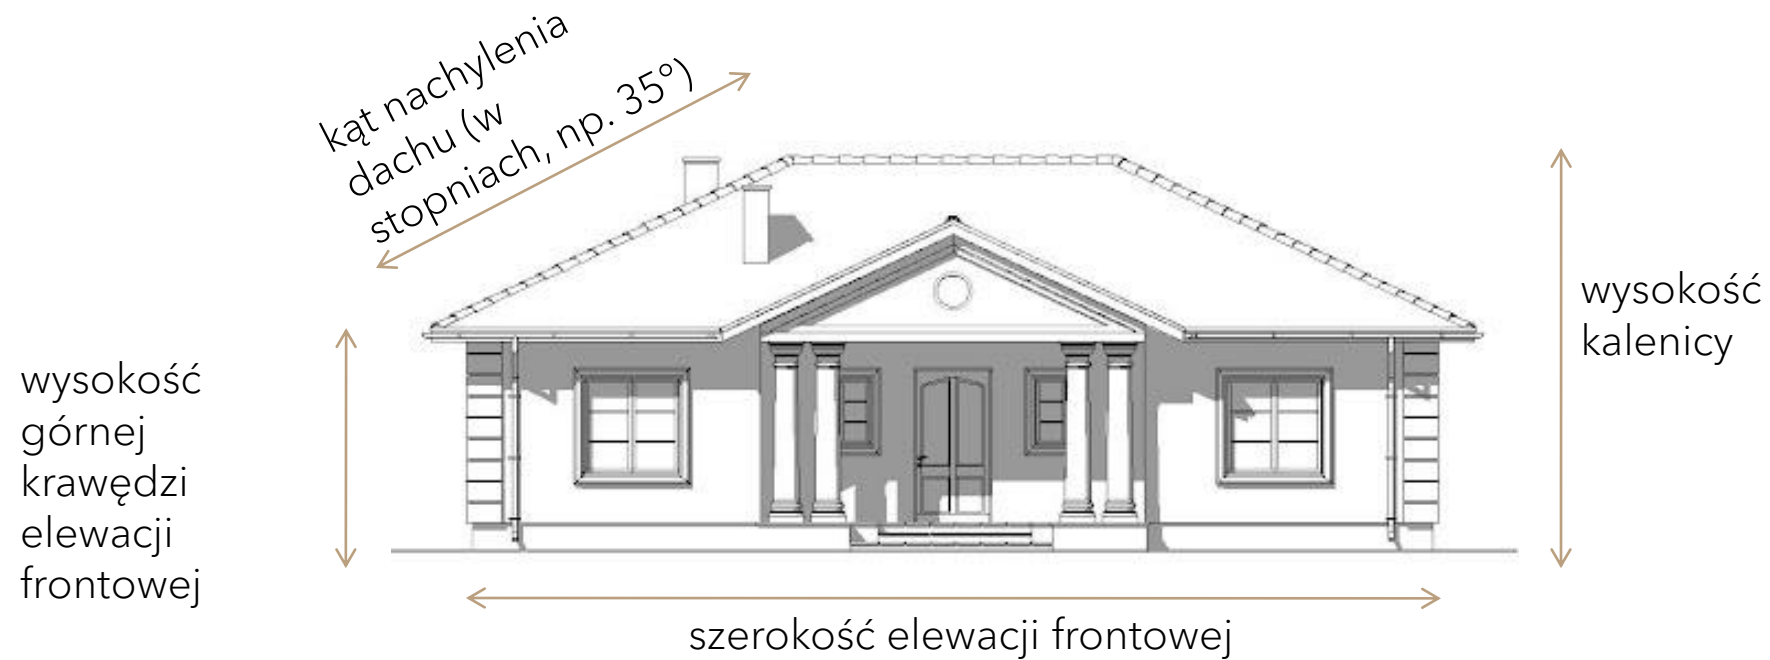 kąt nachylenia
dachu (w
stopniach, np. 35°)
wysokość
kalenicy
wysokość
górnej
krawędzi
elewacji
frontowej
szerokość elewacji frontowej